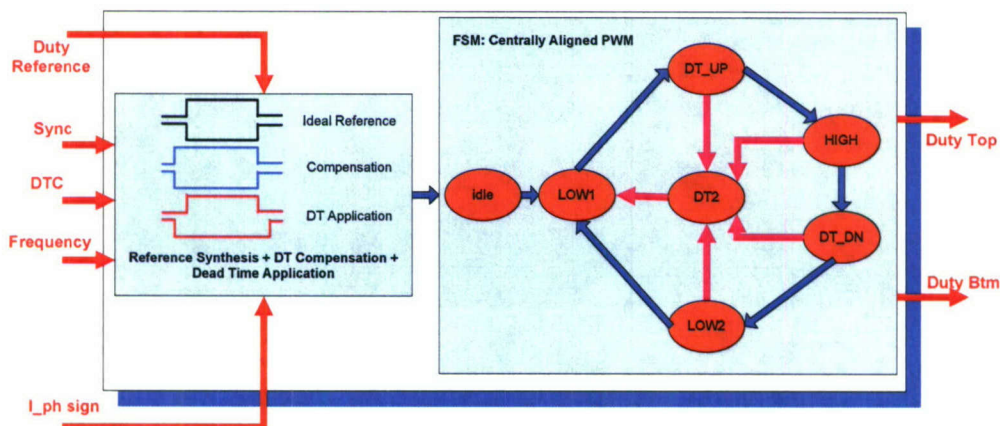 Duty
Reference
Sync
DTC
Frequency
I_ph sign
Ideal Reference
Compensation
DT Application
Reference Synthesis + DT Compensation +
Dead Time Application
FSM: Centrally Aligned PWM
idle
LOW1
DT_UP
HIGH
DT2
DT_DN
LOW2
Duty Top
Duty Btm